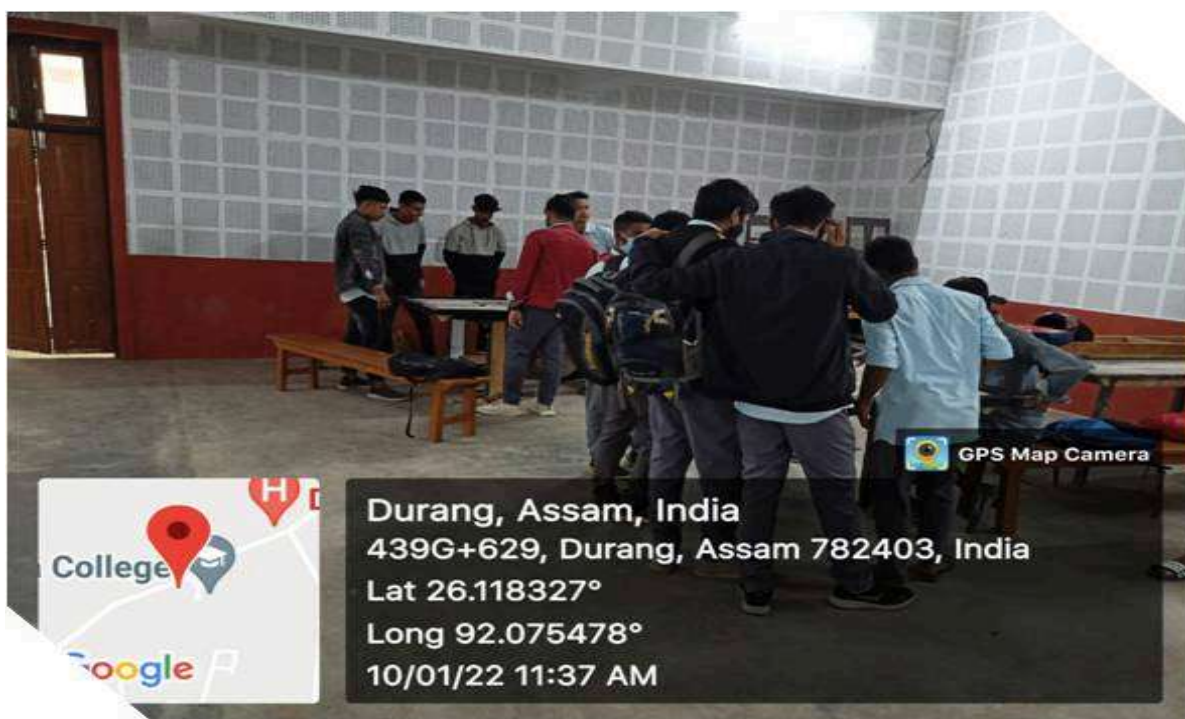 GPS Map Camera
Durang, Assam, India
439G+629, Durang, Assam 782403, India
Lat 26.118327°
Long 92.075478°
10/01/22 11:37 AM
H
College
Google